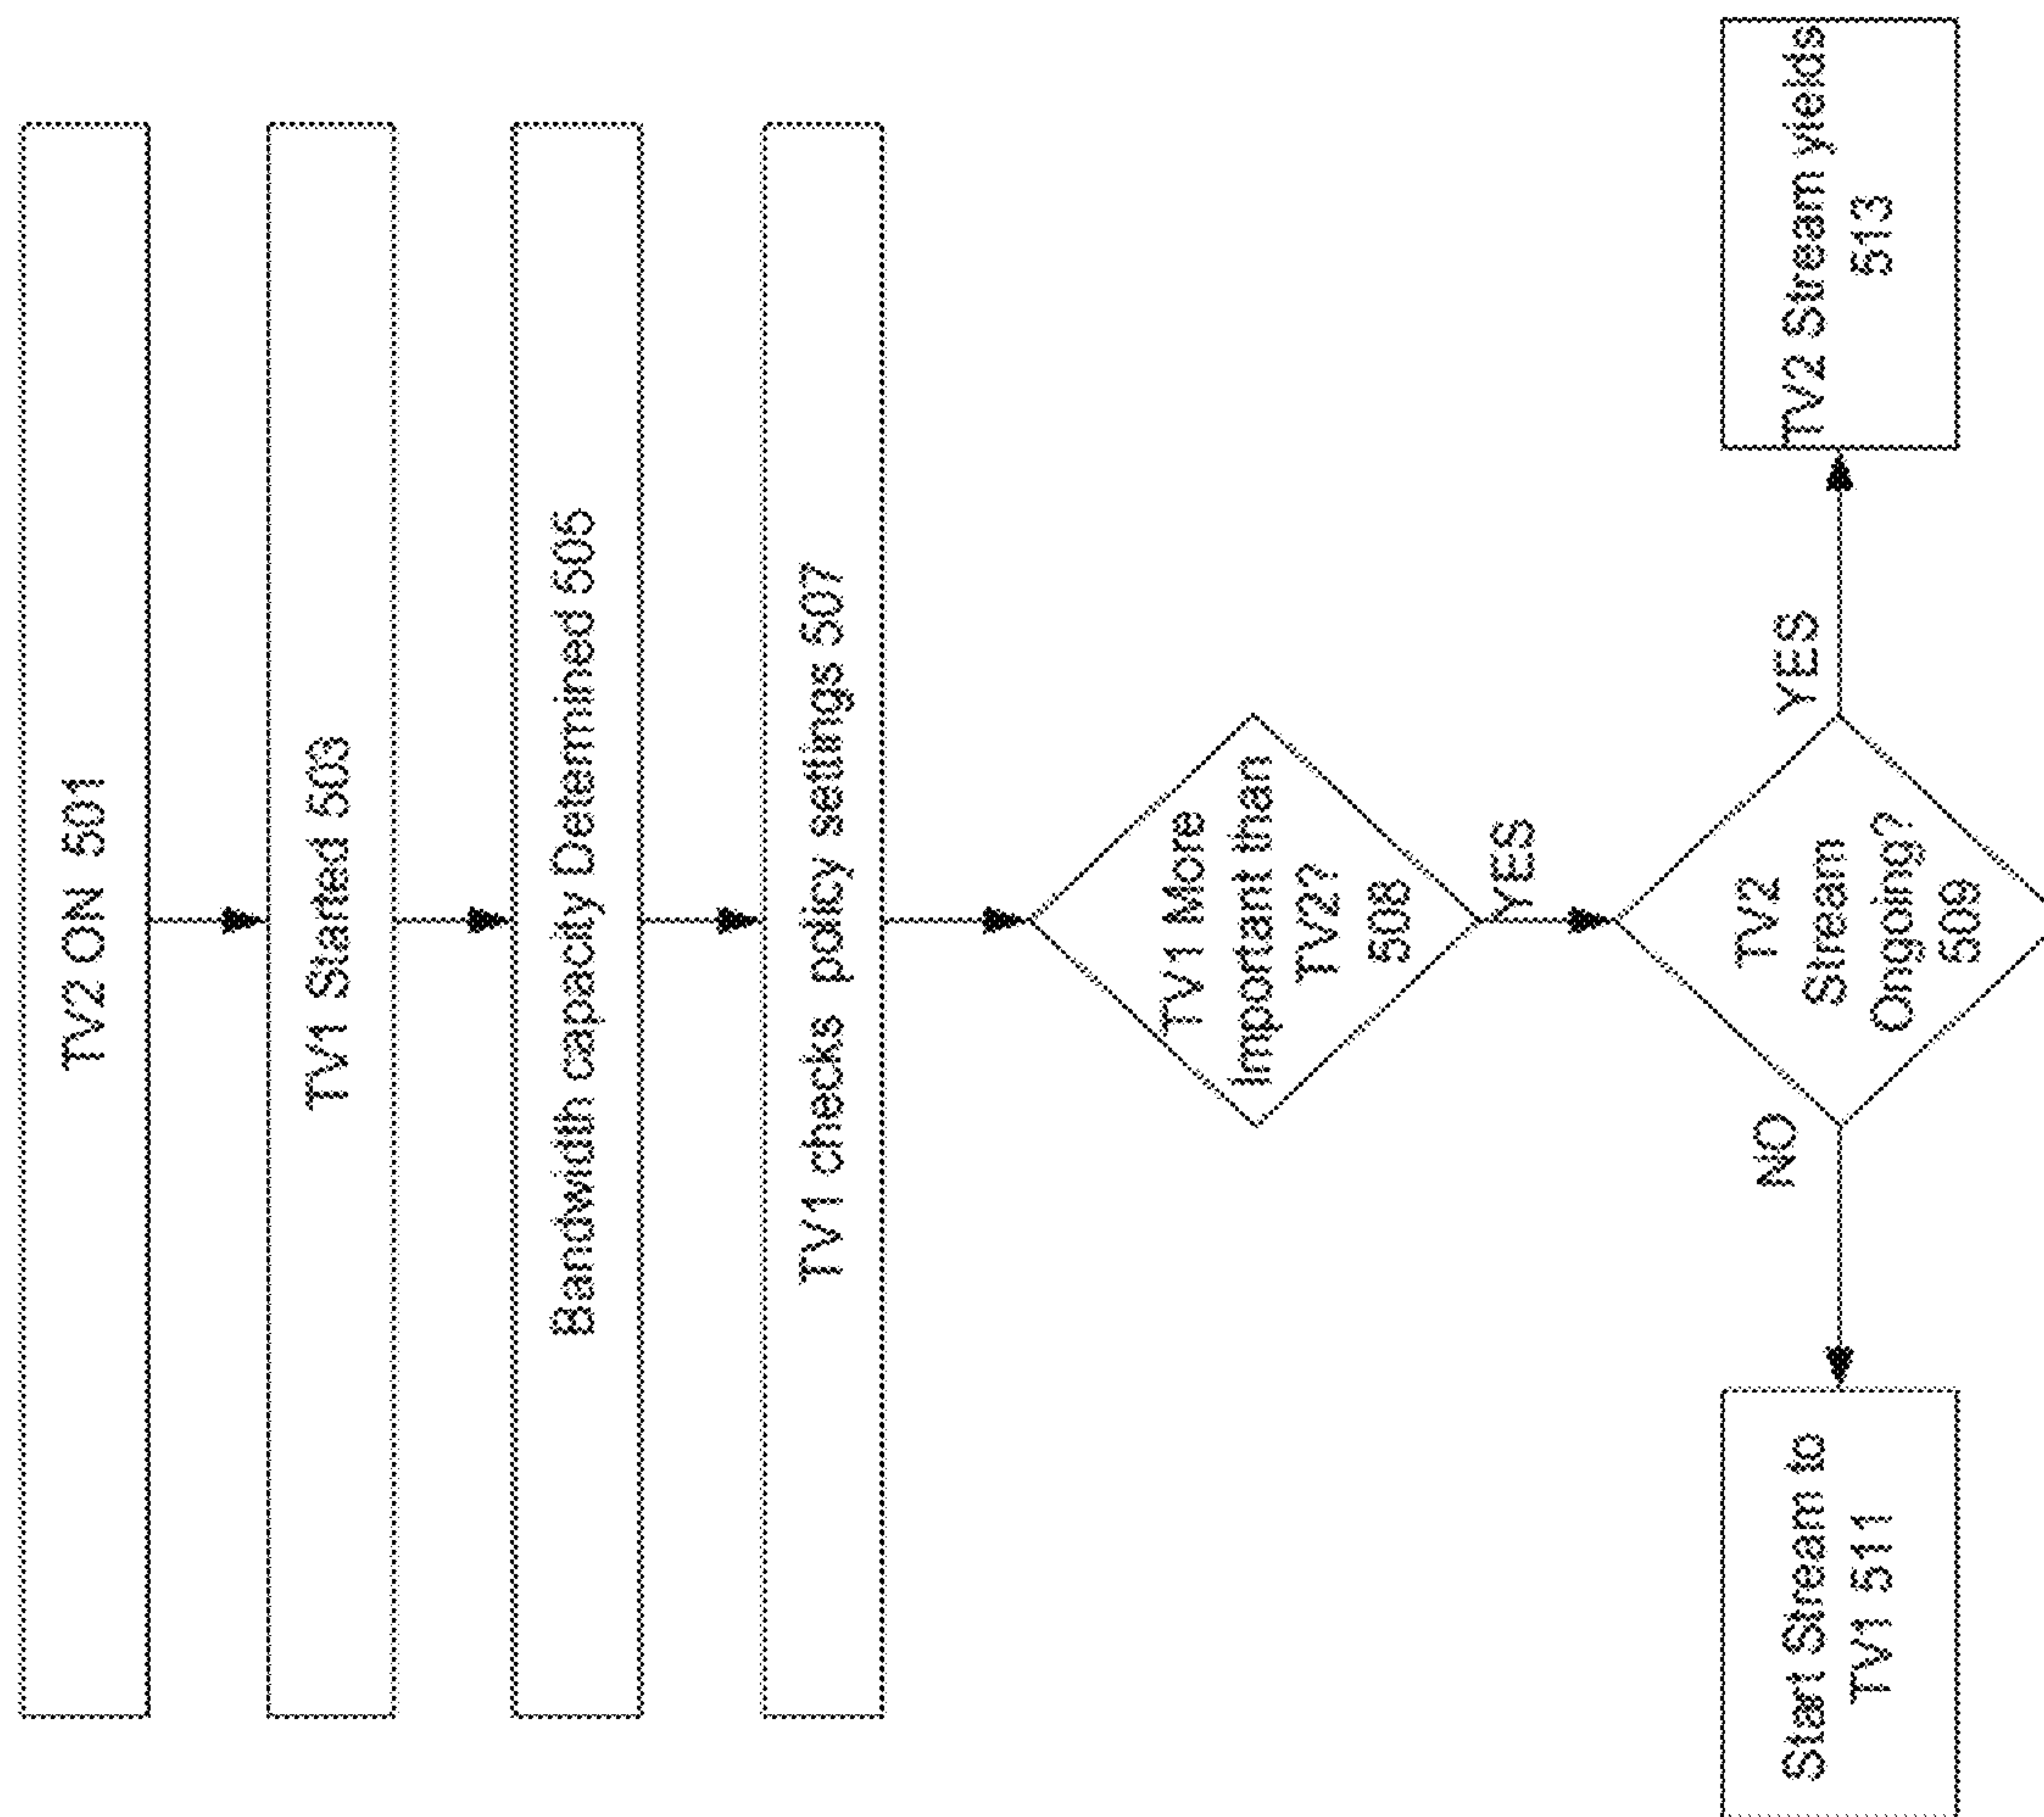 TV2 ON 501
TV1 Started 503
Bandwidth capacity Determined 505
TV1 checks policy settings 507
TV1 More
Important than
TV2?
508
YES
TV2
Stream
Ongoing?
509
NO
YES
Start Stream to
TV1 511
TV2 Stream yields
513